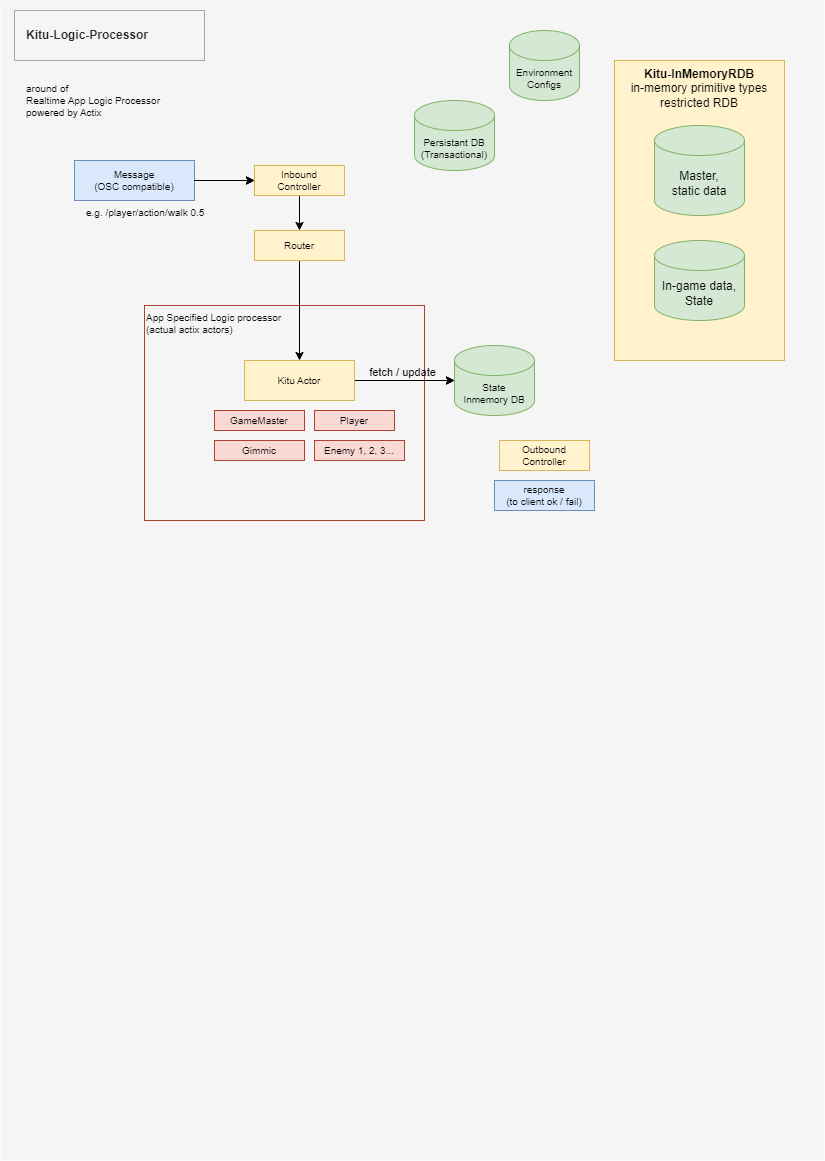 Kitu-Logic-Processor
around of
Realtime App Logic Processor
powered by Actix
Environment
Configs
Persistant DB
(Transactional)
Kitu-InMemoryRDB
in-memory primitive types
restricted RDB
Master,
static data
In-game data,
State
Message
(OSC compatible)
e.g. /player/action/walk 0.5
Inbound
Controller
Router
App Specified Logic processor
(actual actix actors)
Kitu Actor
fetch / update
State
Inmemory DB
GameMaster
Player
Gimmic
Enemy 1, 2, 3...
Outbound
Controller
response
(to client ok / fail)